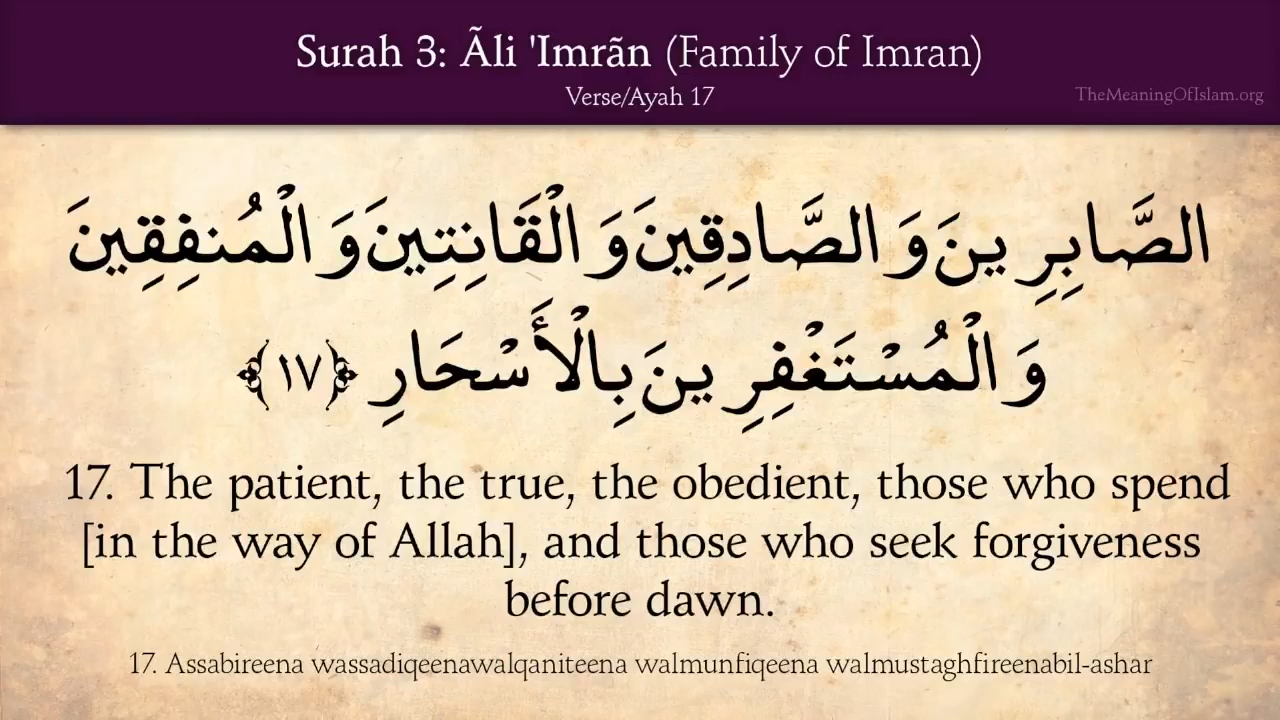 Surah 3: Ãli 'Imrãn (Family of Imran)
Verse/Ayah 17
TheMeaningOfIslam.org
الصَّابِرِينَ وَالصَّادِقِينَ وَالْقَانِتِينَ وَالْمُنفِقِينَ
وَالْمُسْتَغْفِرِينَ بِالْأَسْحَارِ ﴿١٧﴾
17. The patient, the true, the obedient, those who spend
[in the way of Allah], and those who seek forgiveness
before dawn.
17. Assabireena wassadiqeenawalqaniteena walmunfiqeena walmustaghfireenabil-ashar